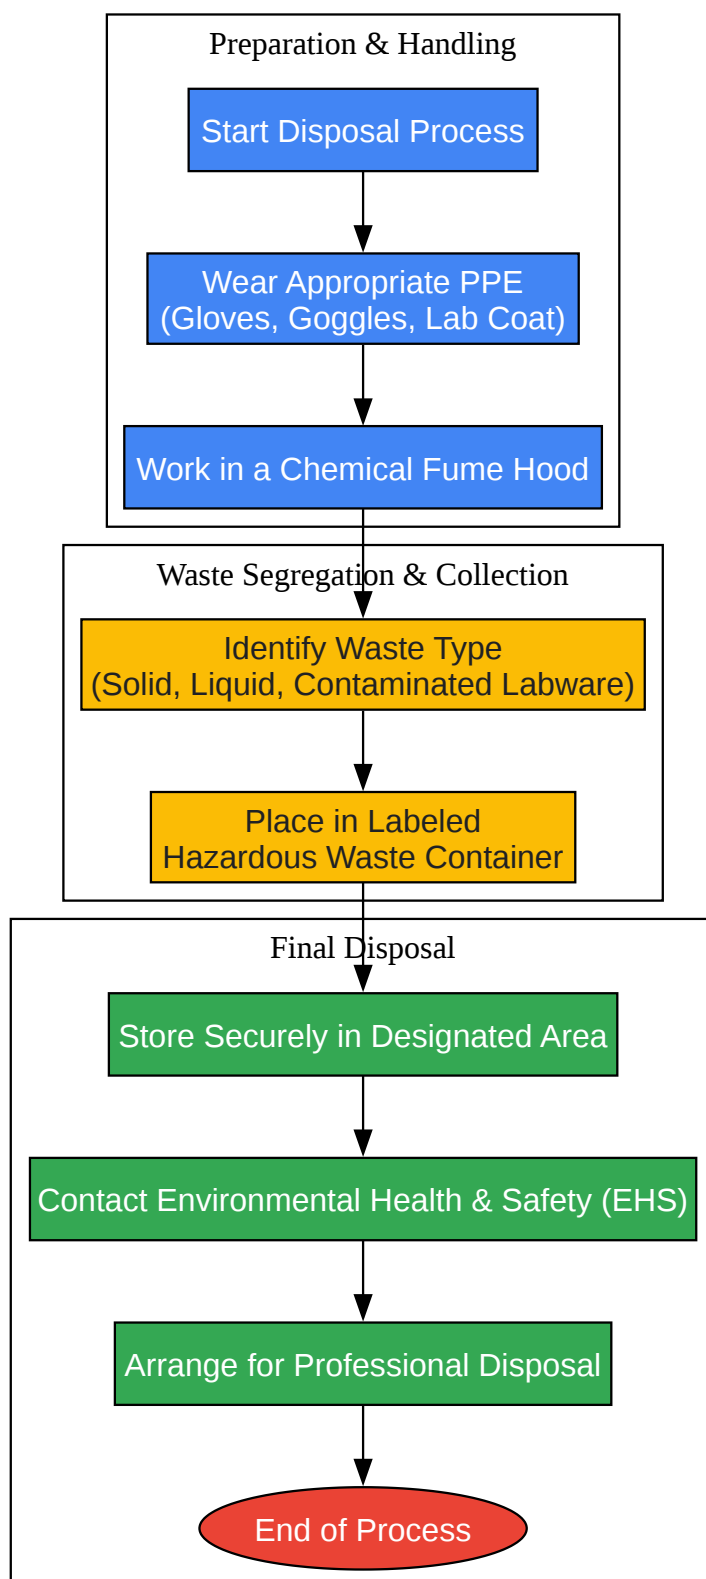 Preparation & Handling
Start Disposal Process
Wear Appropriate PPE
(Gloves, Goggles, Lab Coat)
Work in a Chemical Fume Hood
Waste Segregation & Collection
Identify Waste Type
(Solid, Liquid, Contaminated Labware)
Place in Labeled
Hazardous Waste Container
Final Disposal
Store Securely in Designated Area
Contact Environmental Health & Safety (EHS)
Arrange for Professional Disposal
End of Process